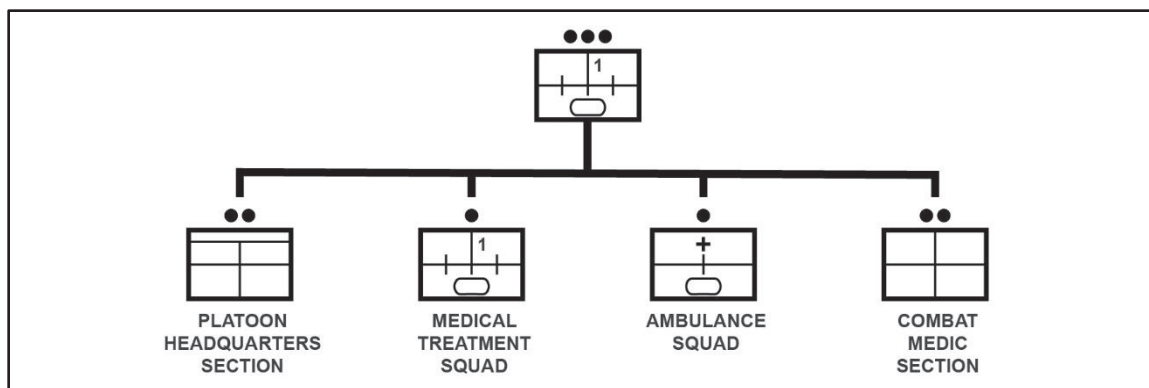 1
1
PLATOON
HEADQUARTERS
SECTION
MEDICAL
TREATMENT
SQUAD
AMBULANCE
SQUAD
COMBAT
MEDIC
SECTION